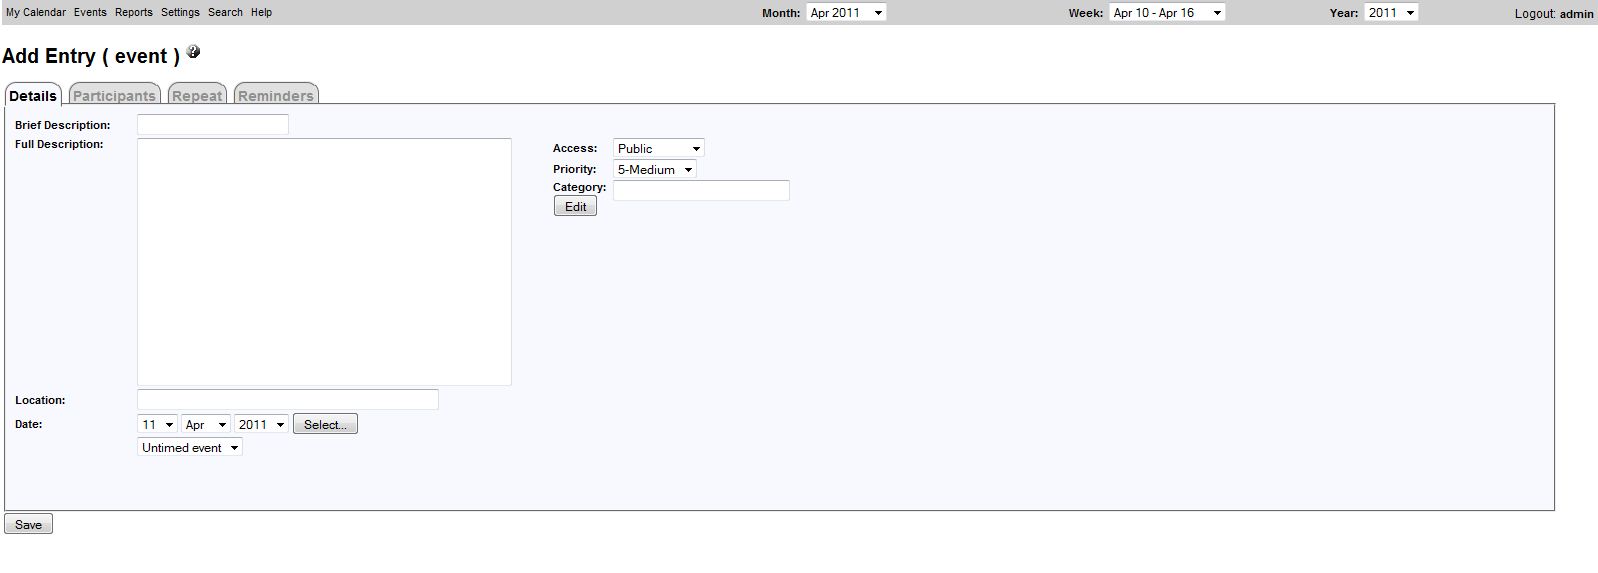 My Calendar Events Reports Settings Search Help Month: Apr 2011 Week: Apr 10 - Apr 16 Year: 2011 Logout: admin
Add Entry ( event ) ?
Details Participants Repeat Reminders
Brief Description:
Full Description:
Access: Public
Priority: 5-Medium
Category:
Edit
Location:
Date: 11 Apr 2011 Select...
Untimed event
Save